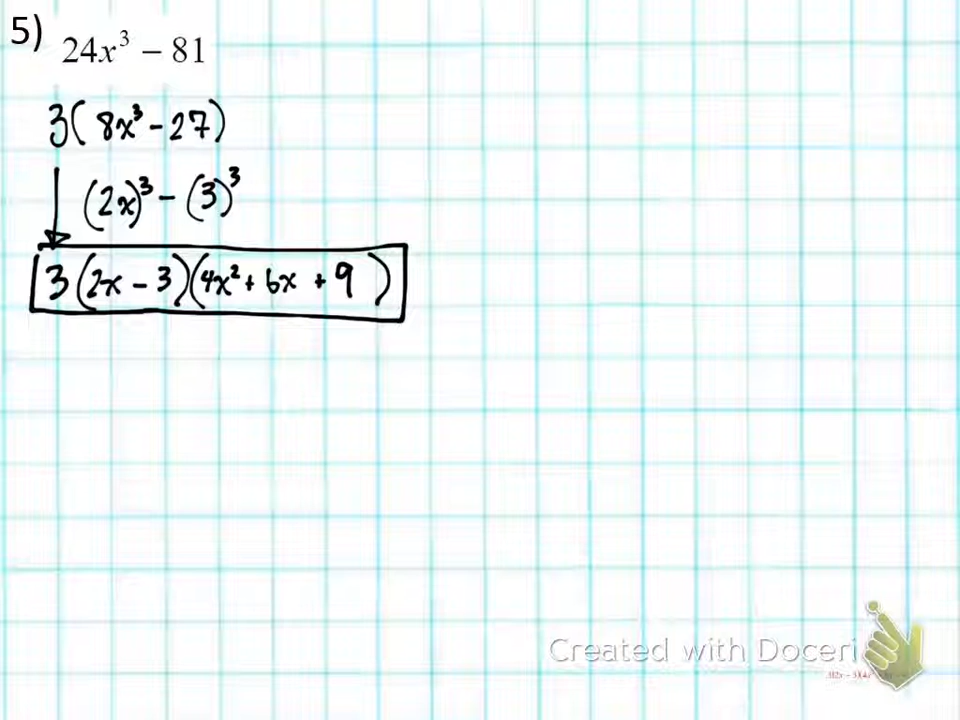 5) 24x³ − 81
3(8x³ - 27)
(2x)³ - (3)³
3(2x - 3)(4x² + 6x + 9)
Created with Doceri